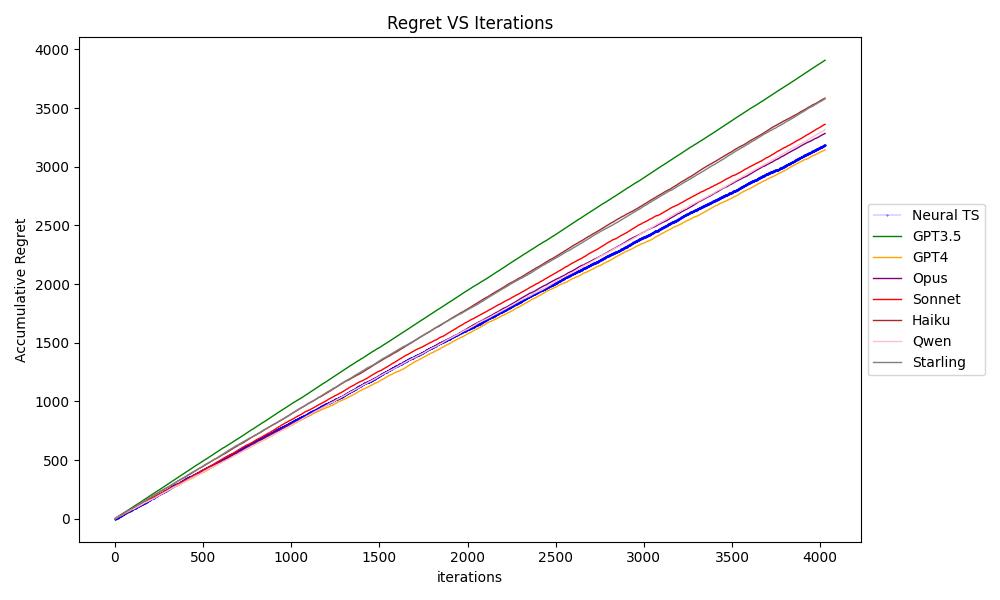 Regret VS Iterations
Accumulative Regret
4000
3500
3000
2500
2000
1500
1000
500
0
0 500 1000 1500 2000 2500 3000 3500 4000
iterations
Neural TS
GPT3.5
GPT4
Opus
Sonnet
Haiku
Qwen
Starling